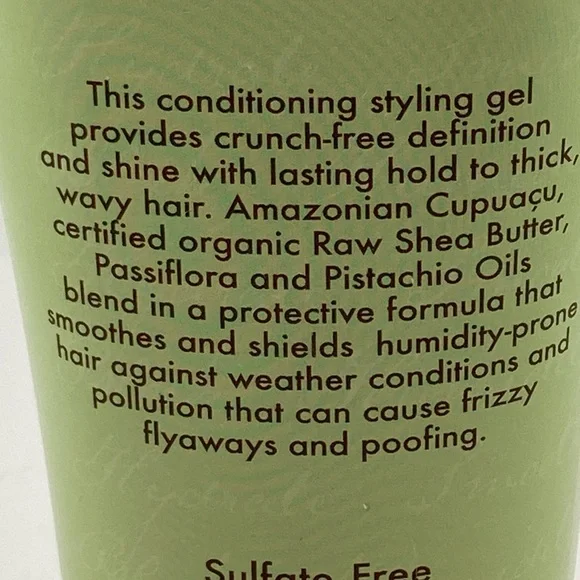 This conditioning styling gel
provides crunch-free definition
and shine with lasting hold to thick,
wavy hair. Amazonian Cupuaçu,
certified organic Raw Shea Butter,
Passiflora and Pistachio Oils
blend in a protective formula that
smoothes and shields humidity-prone
hair against weather conditions and
pollution that can cause frizzy
flyaways and poofing.
Sulfate Free